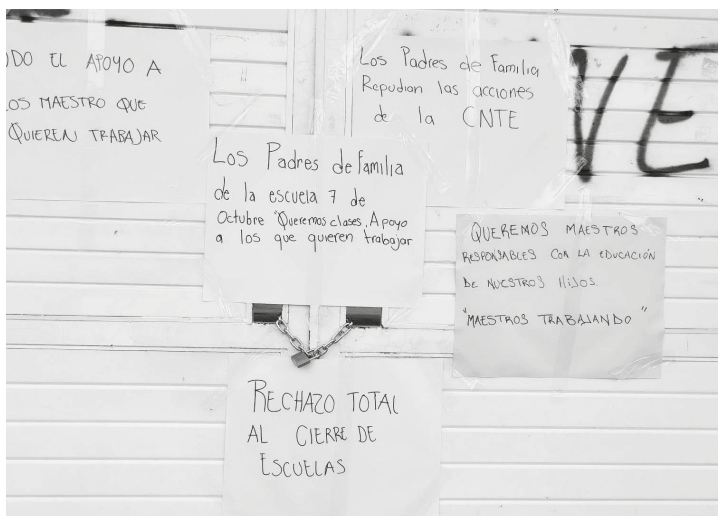 ODO EL APOYO A
LOS MAESTRO QUE
QUIEREN TRABAJAR
Los Padres de Familia
Repudian las acciones
de la CNTE
VE
Los Padres de familia
de la escuela 7 de
Octubre "Queremos clases, Apoyo
a los que quieren trabajar
QUEREMOS MAESTROS
RESPONSABLES CON LA EDUCACIÓN
DE NUESTROS HIJOS.
"MAESTROS TRABAJANDO"
RECHAZO TOTAL
AL CIERRE DE
ESCUELAS